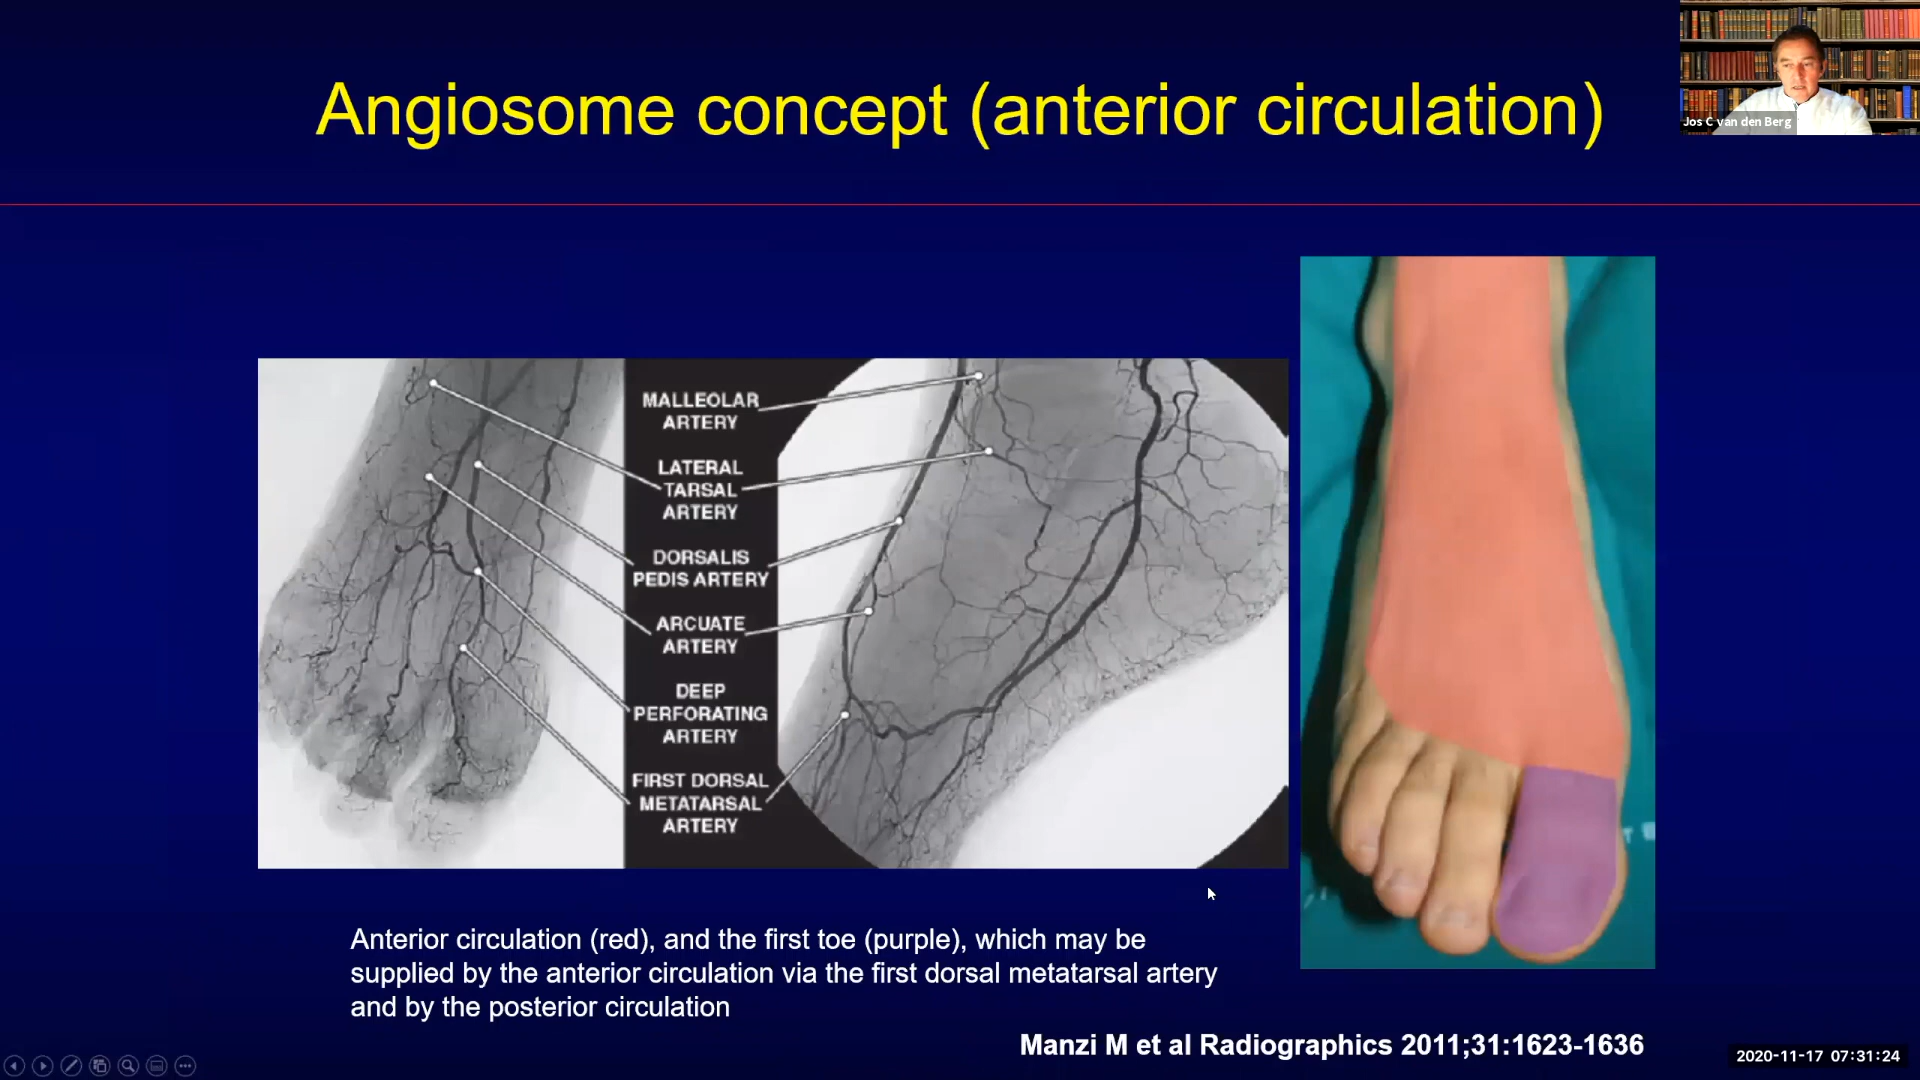 Angiosome concept (anterior circulation)
Jos C van den Berg
MALLEOLAR
ARTERY
LATERAL
TARSAL
ARTERY
DORSALIS
PEDIS ARTERY
ARCUATE
ARTERY
DEEP
PERFORATING
ARTERY
FIRST DORSAL
METATARSAL
ARTERY
Anterior circulation (red), and the first toe (purple), which may be
supplied by the anterior circulation via the first dorsal metatarsal artery
and by the posterior circulation
Manzi M et al Radiographics 2011;31:1623-1636
2020-11-17 07:31:24